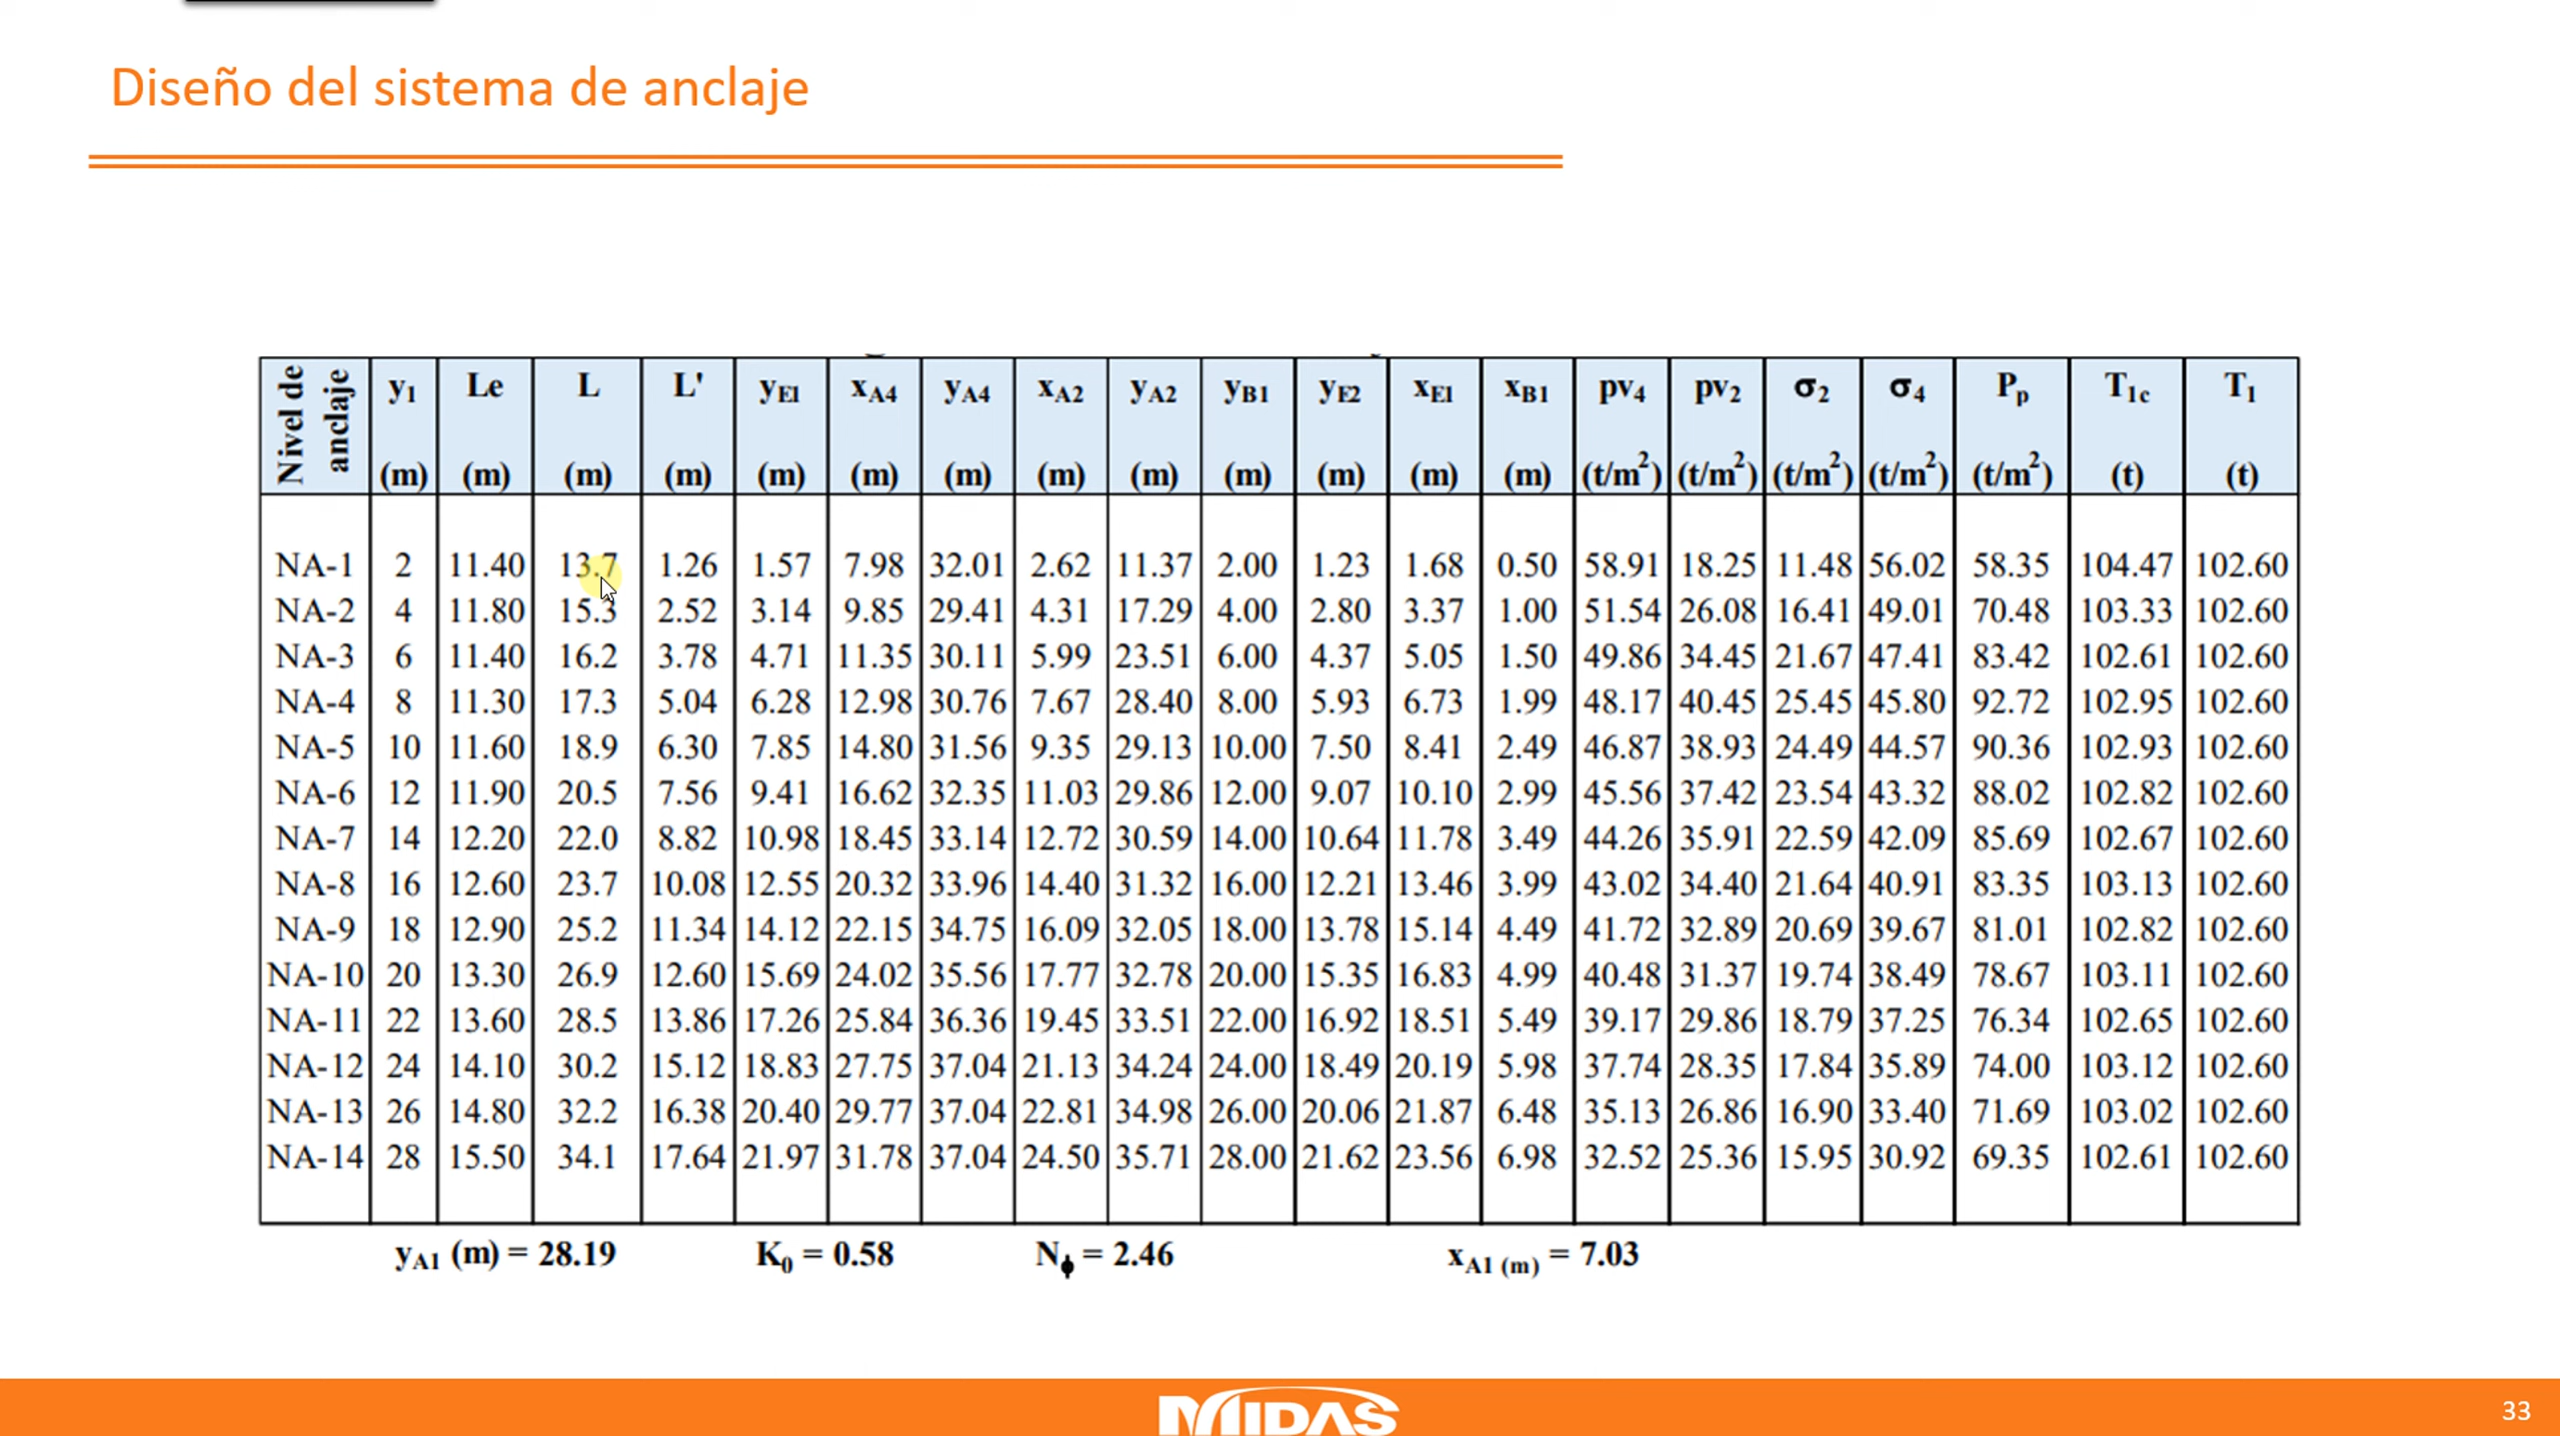 Diseño del sistema de anclaje
Nivel de anclaje y1 (m) Le (m) L (m) L' (m) yE1 (m) xA4 (m) yA4 (m) xA2 (m) yA2 (m) yB1 (m) yE2 (m) xE1 (m) xB1 (m) pv4 (t/m²) pv2 (t/m²) σ2 (t/m²) σ4 (t/m²) Pp (t/m²) T1c (t) T1 (t)
NA-1 2 11.40 13.7 1.26 1.57 7.98 32.01 2.62 11.37 2.00 1.23 1.68 0.50 58.91 18.25 11.48 56.02 58.35 104.47 102.60
NA-2 4 11.80 15.3 2.52 3.14 9.85 29.41 4.31 17.29 4.00 2.80 3.37 1.00 51.54 26.08 16.41 49.01 70.48 103.33 102.60
NA-3 6 11.40 16.2 3.78 4.71 11.35 30.11 5.99 23.51 6.00 4.37 5.05 1.50 49.86 34.45 21.67 47.41 83.42 102.61 102.60
NA-4 8 11.30 17.3 5.04 6.28 12.98 30.76 7.67 28.40 8.00 5.93 6.73 1.99 48.17 40.45 25.45 45.80 92.72 102.95 102.60
NA-5 10 11.60 18.9 6.30 7.85 14.80 31.56 9.35 29.13 10.00 7.50 8.41 2.49 46.87 38.93 24.49 44.57 90.36 102.93 102.60
NA-6 12 11.90 20.5 7.56 9.41 16.62 32.35 11.03 29.86 12.00 9.07 10.10 2.99 45.56 37.42 23.54 43.32 88.02 102.82 102.60
NA-7 14 12.20 22.0 8.82 10.98 18.45 33.14 12.72 30.59 14.00 10.64 11.78 3.49 44.26 35.91 22.59 42.09 85.69 102.67 102.60
NA-8 16 12.60 23.7 10.08 12.55 20.32 33.96 14.40 31.32 16.00 12.21 13.46 3.99 43.02 34.40 21.64 40.91 83.35 103.13 102.60
NA-9 18 12.90 25.2 11.34 14.12 22.15 34.75 16.09 32.05 18.00 13.78 15.14 4.49 41.72 32.89 20.69 39.67 81.01 102.82 102.60
NA-10 20 13.30 26.9 12.60 15.69 24.02 35.56 17.77 32.78 20.00 15.35 16.83 4.99 40.48 31.37 19.74 38.49 78.67 103.11 102.60
NA-11 22 13.60 28.5 13.86 17.26 25.84 36.36 19.45 33.51 22.00 16.92 18.51 5.49 39.17 29.86 18.79 37.25 76.34 102.65 102.60
NA-12 24 14.10 30.2 15.12 18.83 27.75 37.04 21.13 34.24 24.00 18.49 20.19 5.98 37.74 28.35 17.84 35.89 74.00 103.12 102.60
NA-13 26 14.80 32.2 16.38 20.40 29.77 37.04 22.81 34.98 26.00 20.06 21.87 6.48 35.13 26.86 16.90 33.40 71.69 103.02 102.60
NA-14 28 15.50 34.1 17.64 21.97 31.78 37.04 24.50 35.71 28.00 21.62 23.56 6.98 32.52 25.36 15.95 30.92 69.35 102.61 102.60
yA1 (m) = 28.19 K0 = 0.58 Nϕ = 2.46 xA1 (m) = 7.03
MIDAS
33